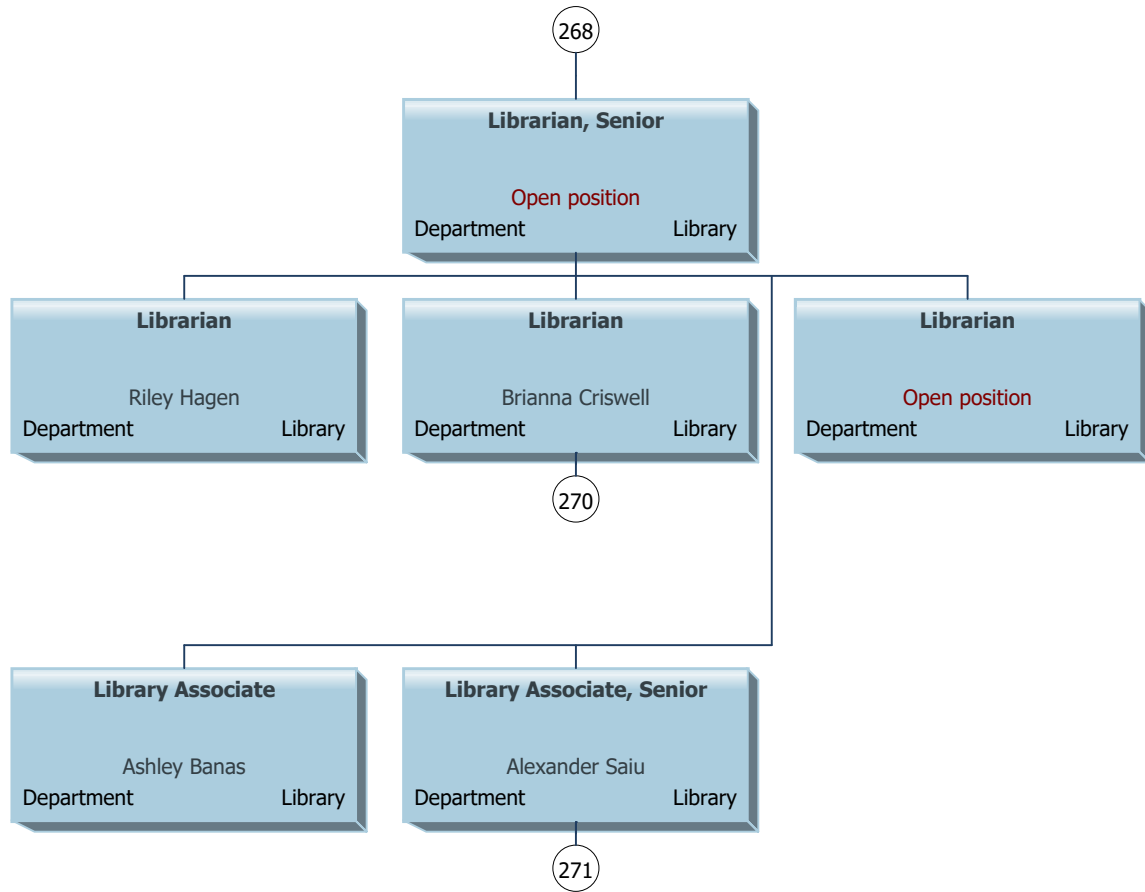 268
Librarian, Senior
Open position
Department Library
Librarian
Riley Hagen
Department Library
Librarian
Brianna Criswell
Department Library
270
Librarian
Open position
Department Library
Library Associate
Ashley Banas
Department Library
Library Associate, Senior
Alexander Saiu
Department Library
271